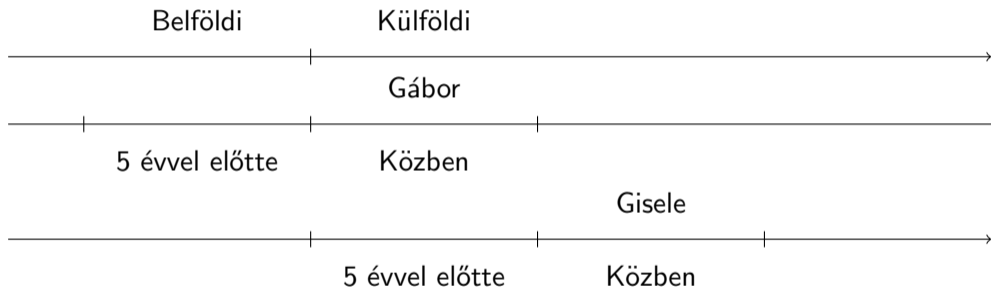 Belföldi Külföldi
Gábor
5 évvel előtte Közben
Gisele
5 évvel előtte Közben